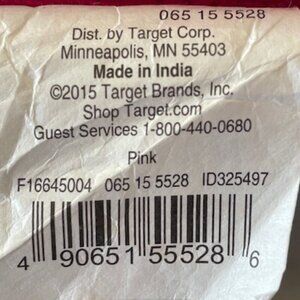 065 15 5528
Dist. by Target Corp.
Minneapolis, MN 55403
Made in India
©2015 Target Brands, Inc.
Shop Target.com
Guest Services 1-800-440-0680
Pink
F16645004 065 15 5528 ID325497
4 90651 55528 6